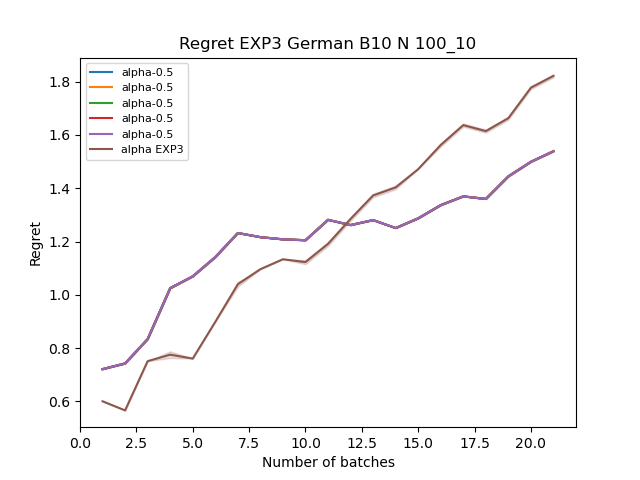 Regret EXP3 German B10 N 100_10
alpha-0.5
alpha-0.5
alpha-0.5
alpha-0.5
alpha-0.5
alpha EXP3
Regret
1.8
1.6
1.4
1.2
1.0
0.8
0.6
0.0 2.5 5.0 7.5 10.0 12.5 15.0 17.5 20.0
Number of batches